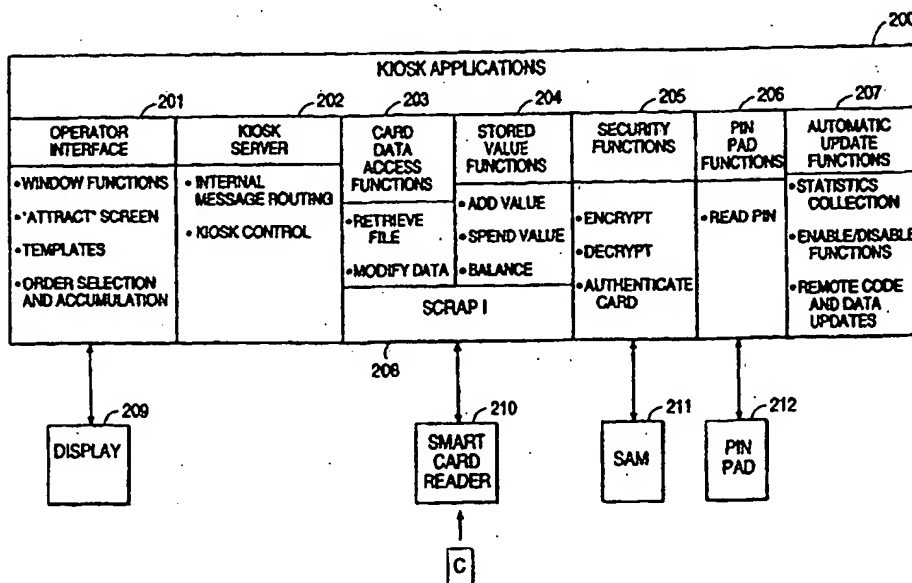 200
KIOSK APPLICATIONS
201
202
203
204
205
206
207
OPERATOR
INTERFACE
•WINDOW FUNCTIONS
•'ATTRACT' SCREEN
•TEMPLATES
•ORDER SELECTION
AND ACCUMULATION
KIOSK
SERVER
•INTERNAL
MESSAGE ROUTING
•KIOSK CONTROL
CARD
DATA
ACCESS
FUNCTIONS
•RETRIEVE
FILE
•MODIFY DATA
STORED
VALUE
FUNCTIONS
•ADD VALUE
•SPEND VALUE
•BALANCE
SCRAP I
208
SECURITY
FUNCTIONS
•ENCRYPT
•DECRYPT
•AUTHENTICATE
CARD
PIN
PAD
FUNCTIONS
•READ PIN
AUTOMATIC
UPDATE
FUNCTIONS
•STATISTICS
COLLECTION
•ENABLE/DISABLE
FUNCTIONS
•REMOTE CODE
AND DATA
UPDATES
209
DISPLAY
210
SMART
CARD
READER
211
SAM
212
PIN
PAD
C